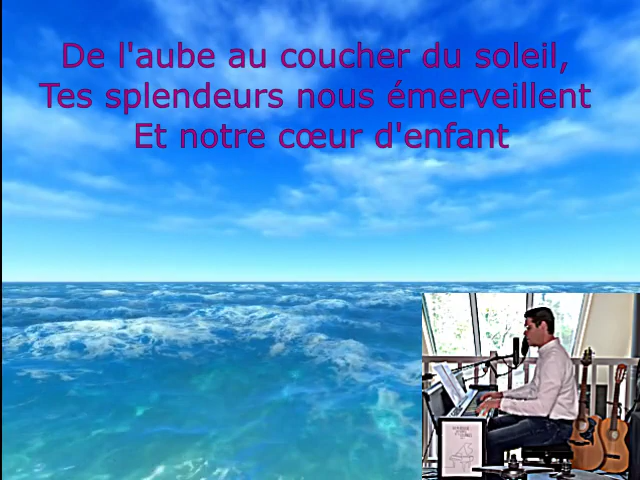 De l'aube au coucher du soleil,
Tes splendeurs nous émerveillent
Et notre cœur d'enfant